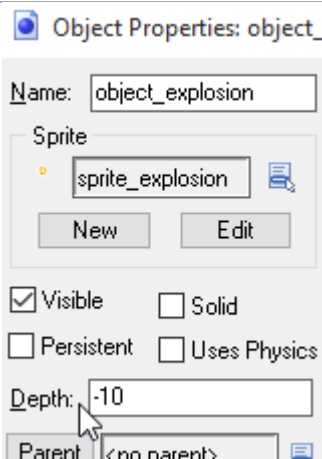 Object Properties: object_
Name: object_explosion
Sprite
sprite_explosion
New Edit
Visible Solid
Persistent Uses Physics
Depth: -10
Parent <no parent>